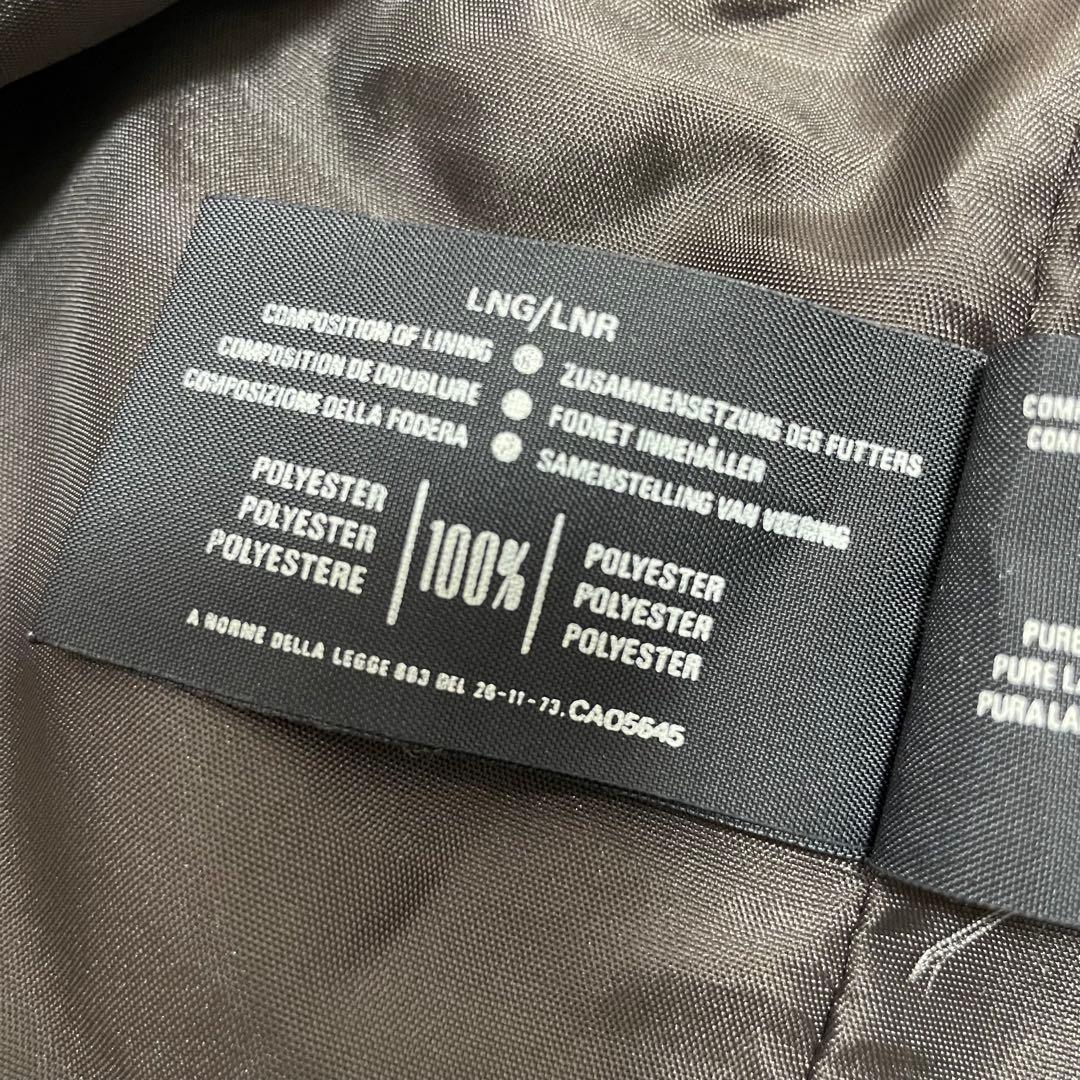 LNG/LNR
COMPOSITION OF LINING ZUSAMMENSETZUNG DES FUTTERS
COMPOSITION DE DOUBLURE FODRET INNEHÅLLER
COMPOSIZIONE DELLA FODERA SAMENSTELLING VAN VOERING
POLYESTER 100% POLYESTER
POLYESTER POLYESTER
POLYESTERE POLYESTER
A NORME DELLA LEGGE 883 DEL 26-11-73. CA05645
PURE
PURE
PURA